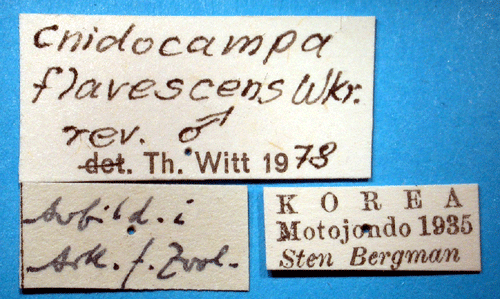 Cnidocampa
flavescens Wkr.
rev. ♂
det. Th. Witt 1978
Avbild. i
Ark. f. Zool.
KOREA
Motojondo 1935
Sten Bergman